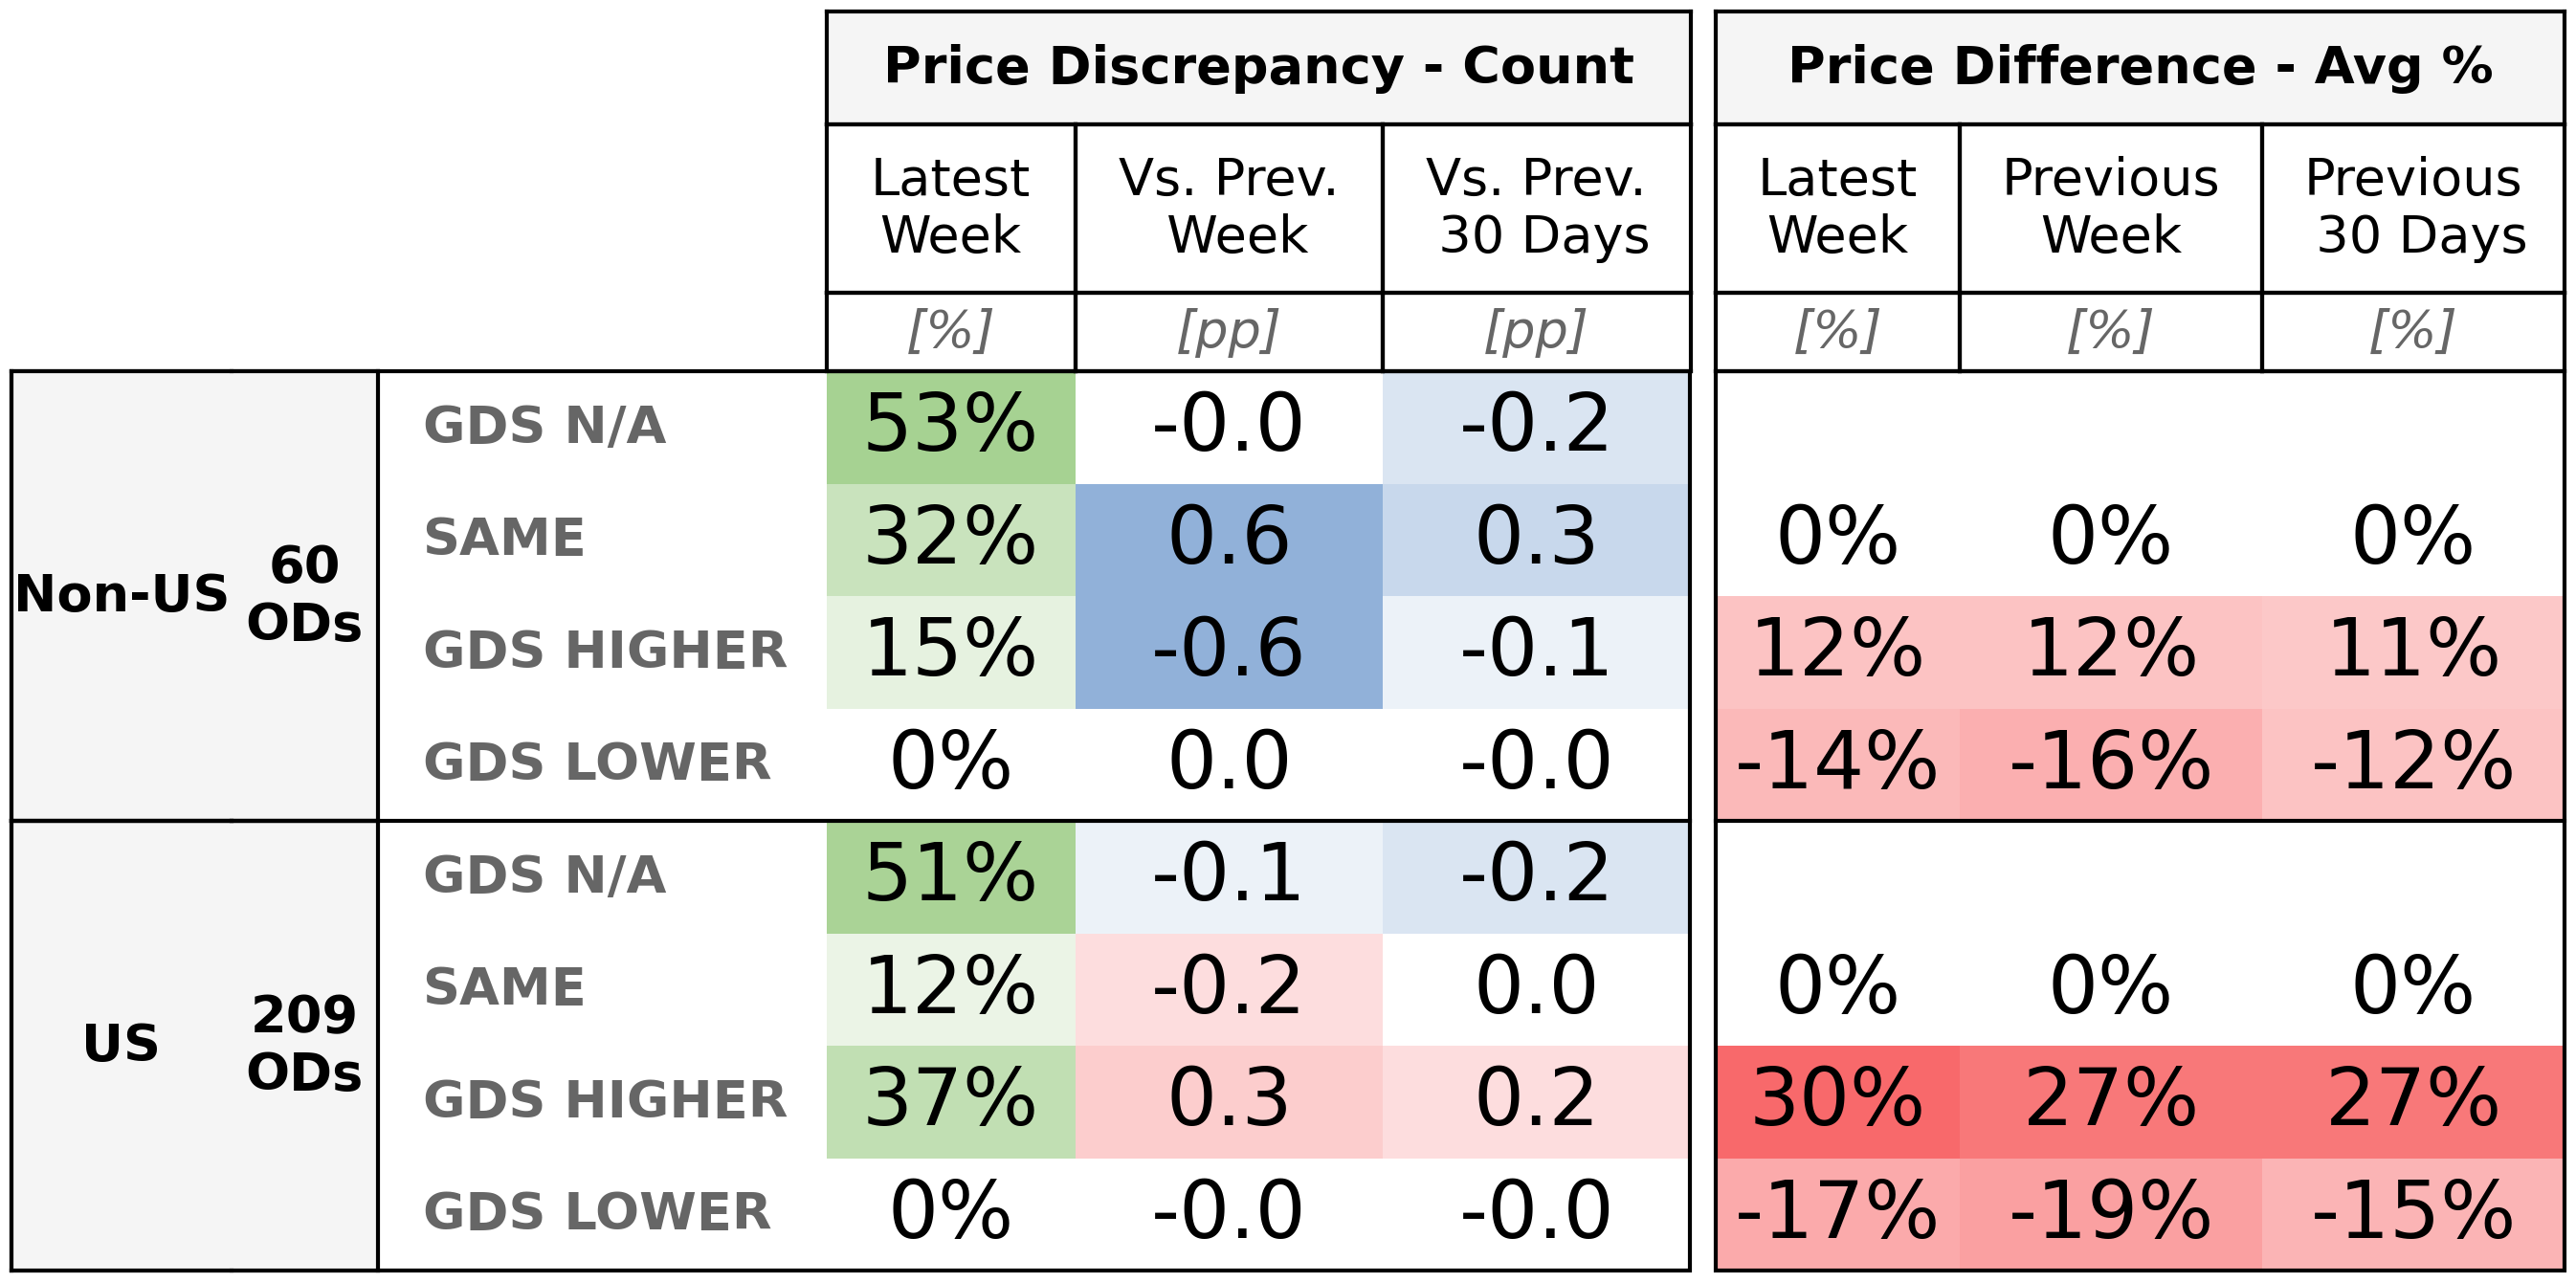 Price Discrepancy - Count Price Difference - Avg %
Latest Week Vs. Prev. Week Vs. Prev. 30 Days Latest Week Previous Week Previous 30 Days
[%] [pp] [pp] [%] [%] [%]
Non-US 60 ODs
GDS N/A 53% -0.0 -0.2
SAME 32% 0.6 0.3 0% 0% 0%
GDS HIGHER 15% -0.6 -0.1 12% 12% 11%
GDS LOWER 0% 0.0 -0.0 -14% -16% -12%
US 209 ODs
GDS N/A 51% -0.1 -0.2
SAME 12% -0.2 0.0 0% 0% 0%
GDS HIGHER 37% 0.3 0.2 30% 27% 27%
GDS LOWER 0% -0.0 -0.0 -17% -19% -15%